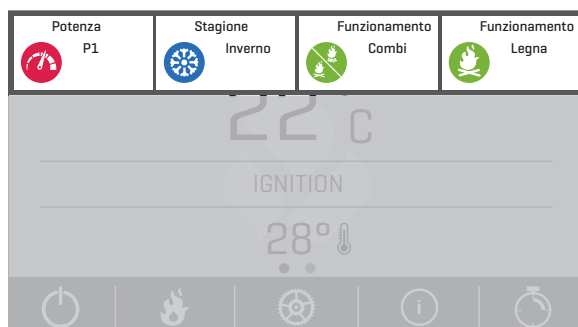 Potenza
P1
Stagione
Inverno
Funzionamento
Combi
Funzionamento
Legna
22°C
IGNITION
28°